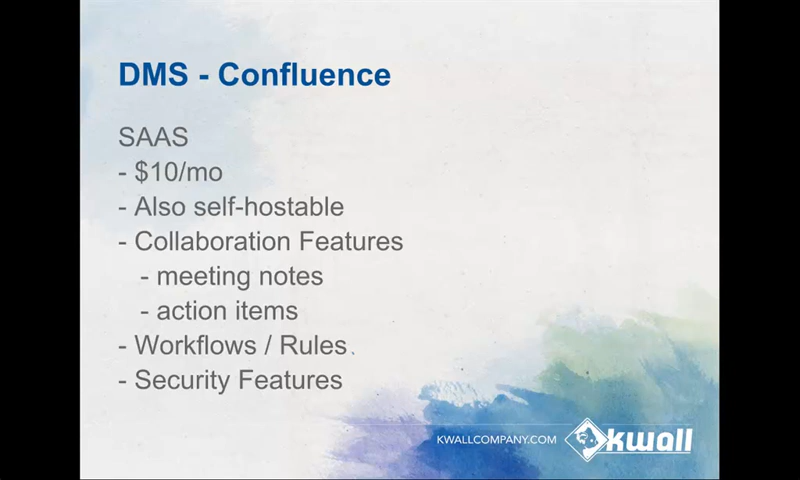 DMS - Confluence
SAAS
- $10/mo
- Also self-hostable
- Collaboration Features
- meeting notes
- action items
- Workflows / Rules
- Security Features
KWALLCOMPANY.COM
kwall